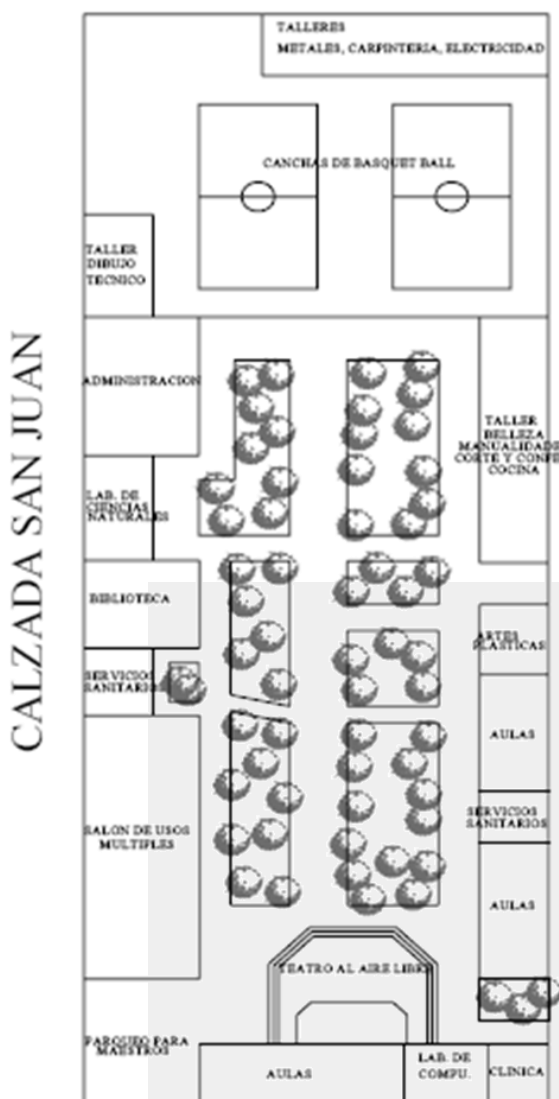 TALLERES
METALES, CARPINTERIA, ELECTRICIDAD
CANCHAS DE BASQUET BALL
TALLER
DIBUJO
TECNICO
CALZADA SAN JUAN
ADMINISTRACION
TALLER
BELLEZA
MANUALIDADE
CORTE Y CONFE
COCINA
LAB. DE
CIENCIAS
NATURALES
BIBLIOTECA
ARTES
PLASTICAS
SERVICIOS
SANITARIOS
AULAS
SERVICIOS
SANITARIOS
SALON DE USOS
MULTIPLES
AULAS
TEATRO AL AIRE LIBRE
PARQUEO PARA
MAESTROS
AULAS
LAB. DE
COMPU.
CLINICA